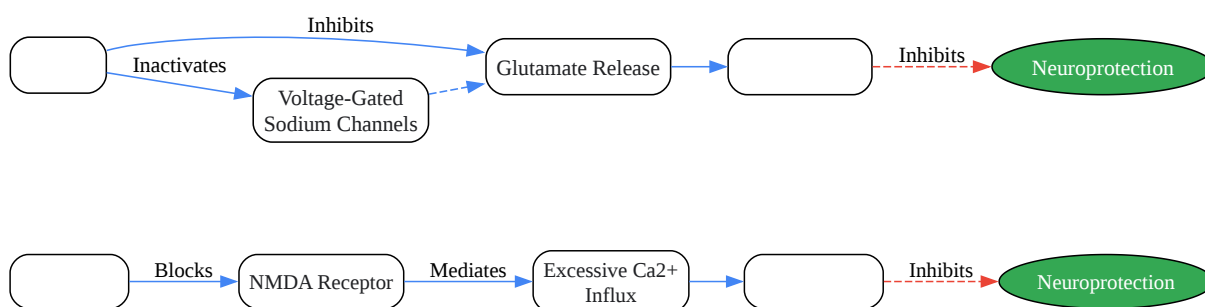 Inhibits
Inactivates
Voltage-Gated
Sodium Channels
Glutamate Release
Inhibits
Neuroprotection
Blocks
NMDA Receptor
Mediates
Excessive Ca2+
Influx
Inhibits
Neuroprotection